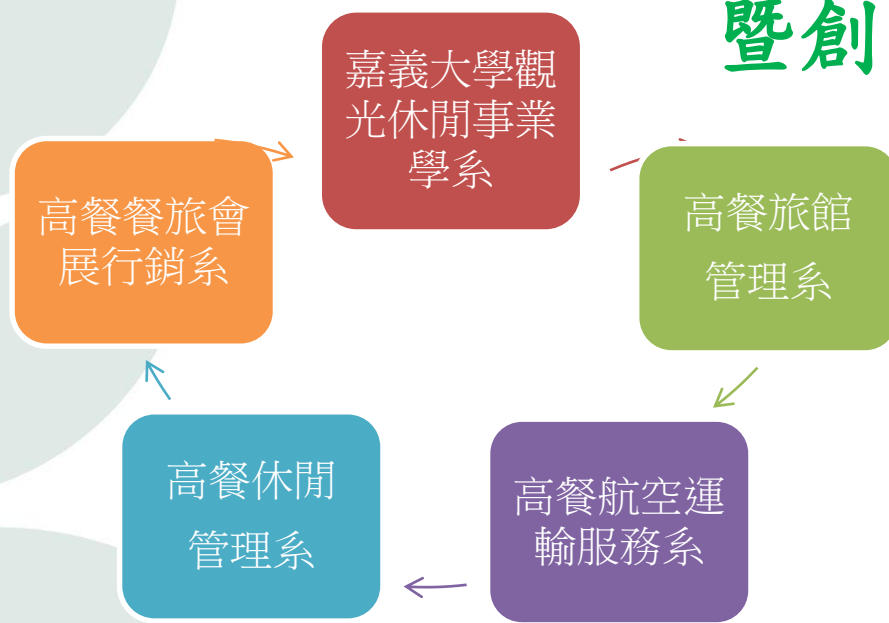 暨創
嘉義大學觀
光休閒事業
學系
高餐旅館
管理系
高餐航空運
輸服務系
高餐休閒
管理系
高餐餐旅會
展行銷系